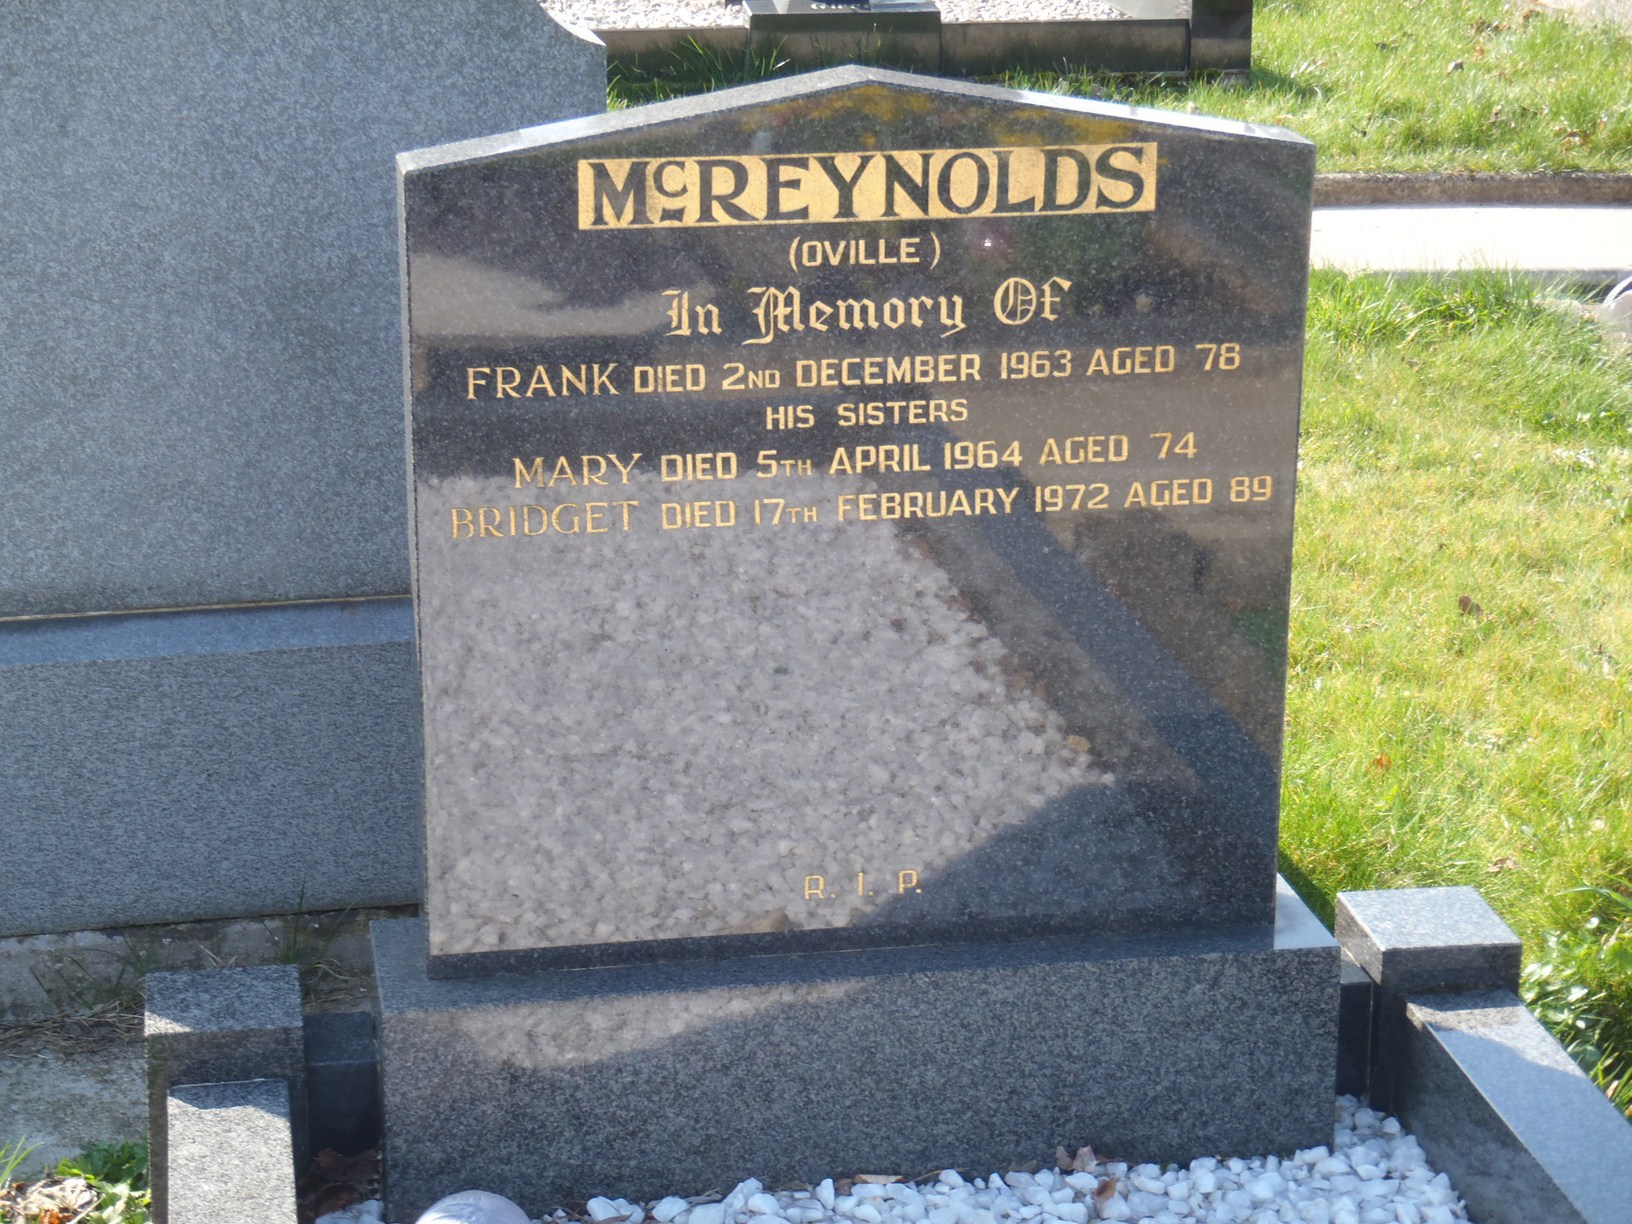 McREYNOLDS
(OVILLE)
In Memory Of
FRANK DIED 2ND DECEMBER 1963 AGED 78
HIS SISTERS
MARY DIED 5TH APRIL 1964 AGED 74
BRIDGET DIED 17TH FEBRUARY 1972 AGED 89
R. I. P.